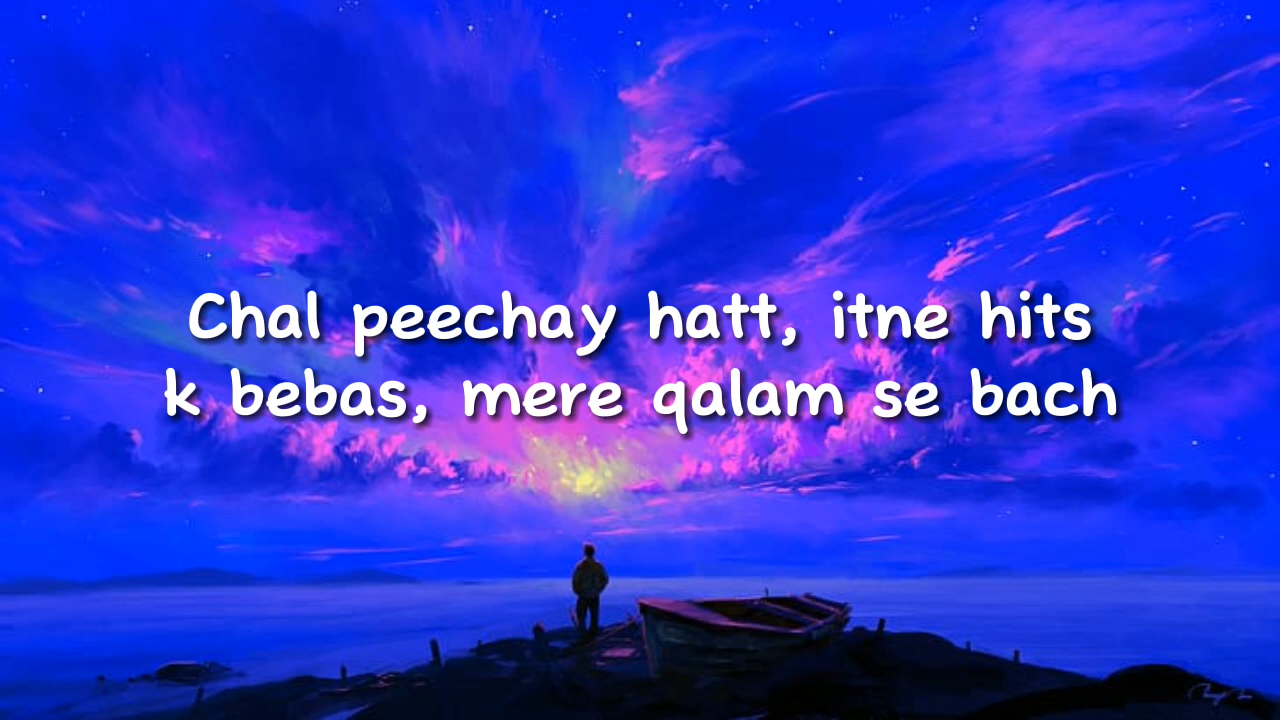 Chal peechay hatt, itne hits
k bebas, mere qalam se bach